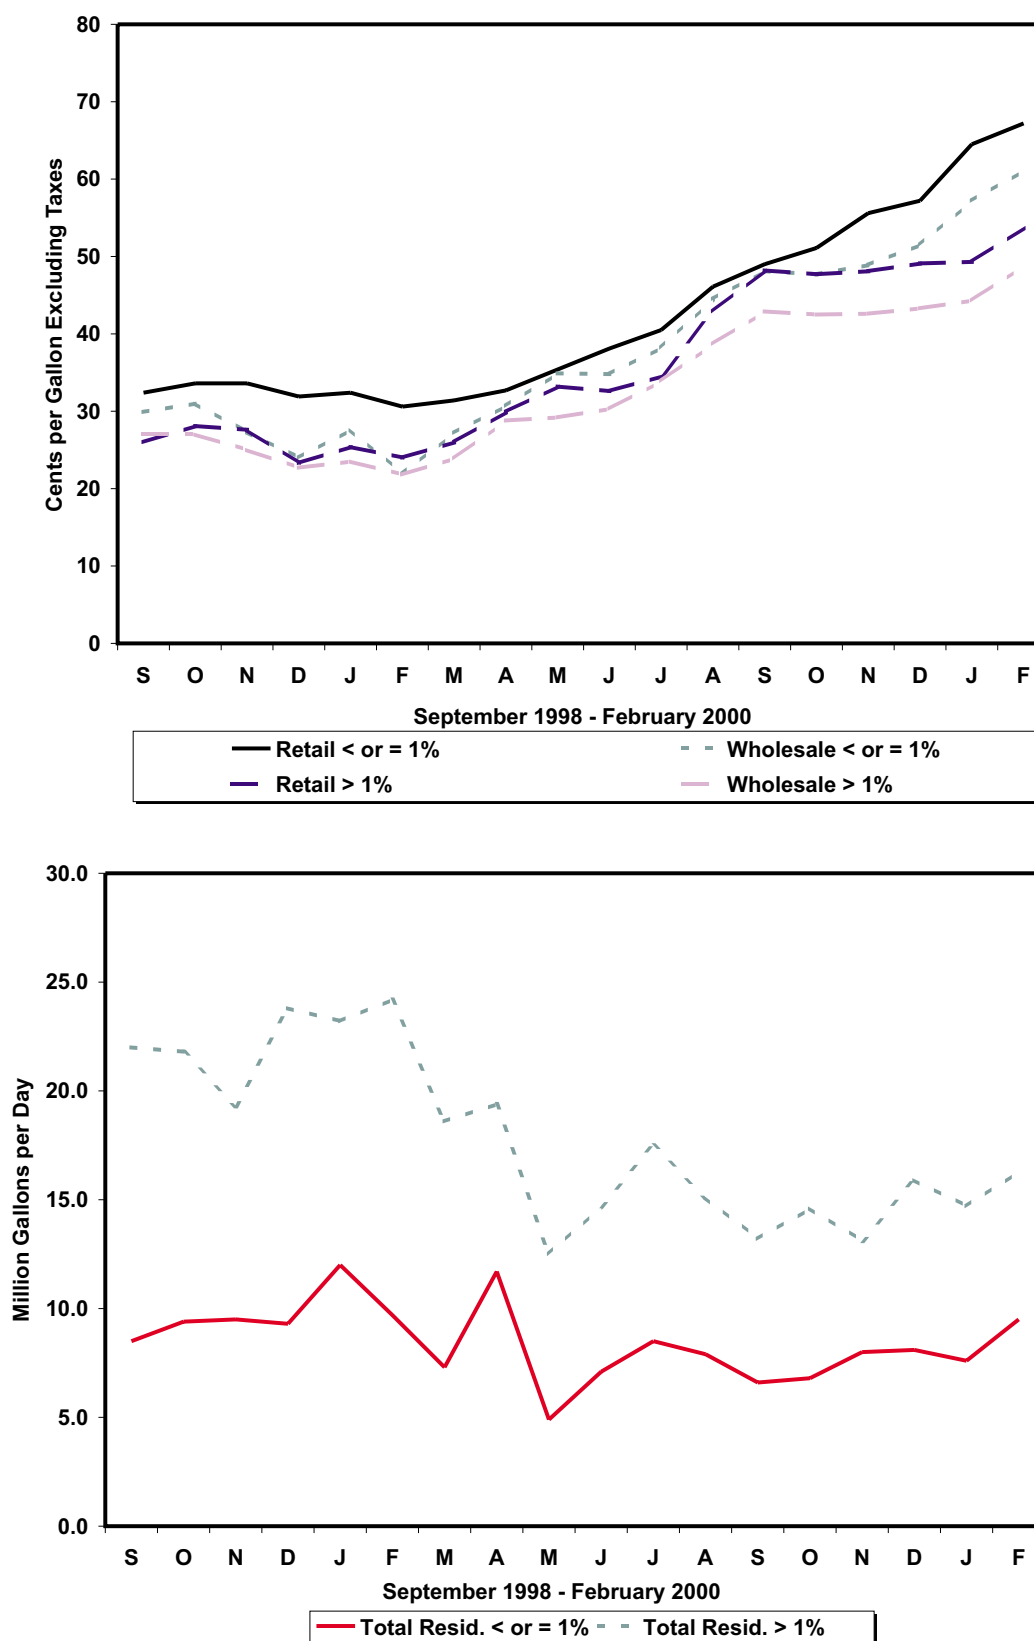 80
70
60
50
40
30
20
10
0
Cents per Gallon Excluding Taxes
S O N D J F M A M J J A S O N D J F
September 1998 - February 2000
Retail < or = 1% Wholesale < or = 1%
Retail > 1% Wholesale > 1%
30.0
25.0
20.0
15.0
10.0
5.0
0.0
Million Gallons per Day
S O N D J F M A M J J A S O N D J F
September 1998 - February 2000
Total Resid. < or = 1% Total Resid. > 1%